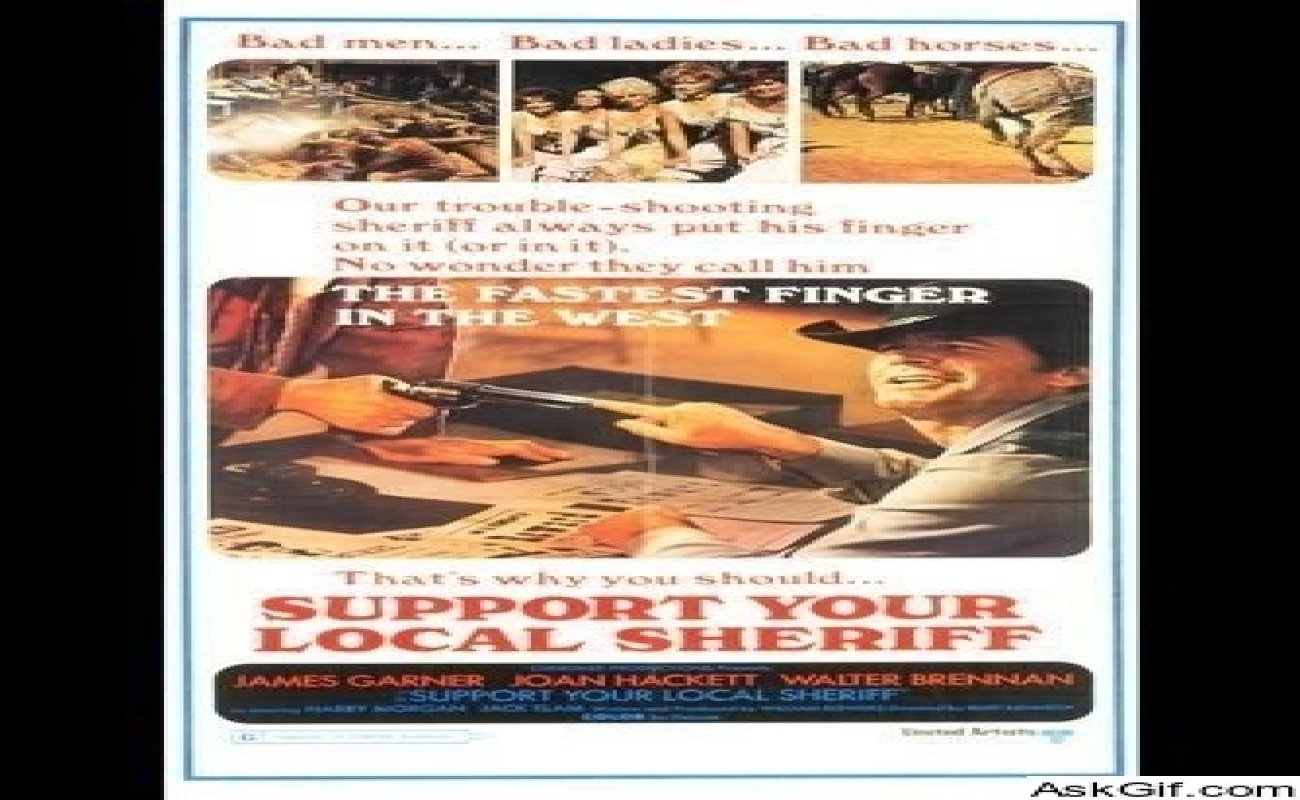 Bad men... Bad ladies... Bad horses...
Our trouble-shooting
sheriff always put his finger
on it (or in it).
No wonder they call him
THE FASTEST FINGER
IN THE WEST
That's why you should...
SUPPORT YOUR
LOCAL SHERIFF
JAMES GARNER JOAN HACKETT WALTER BRENNAN
"SUPPORT YOUR LOCAL SHERIFF"
HARRY MORGAN JACK ELAM
COLOR
G
United Artists
AskGif.com